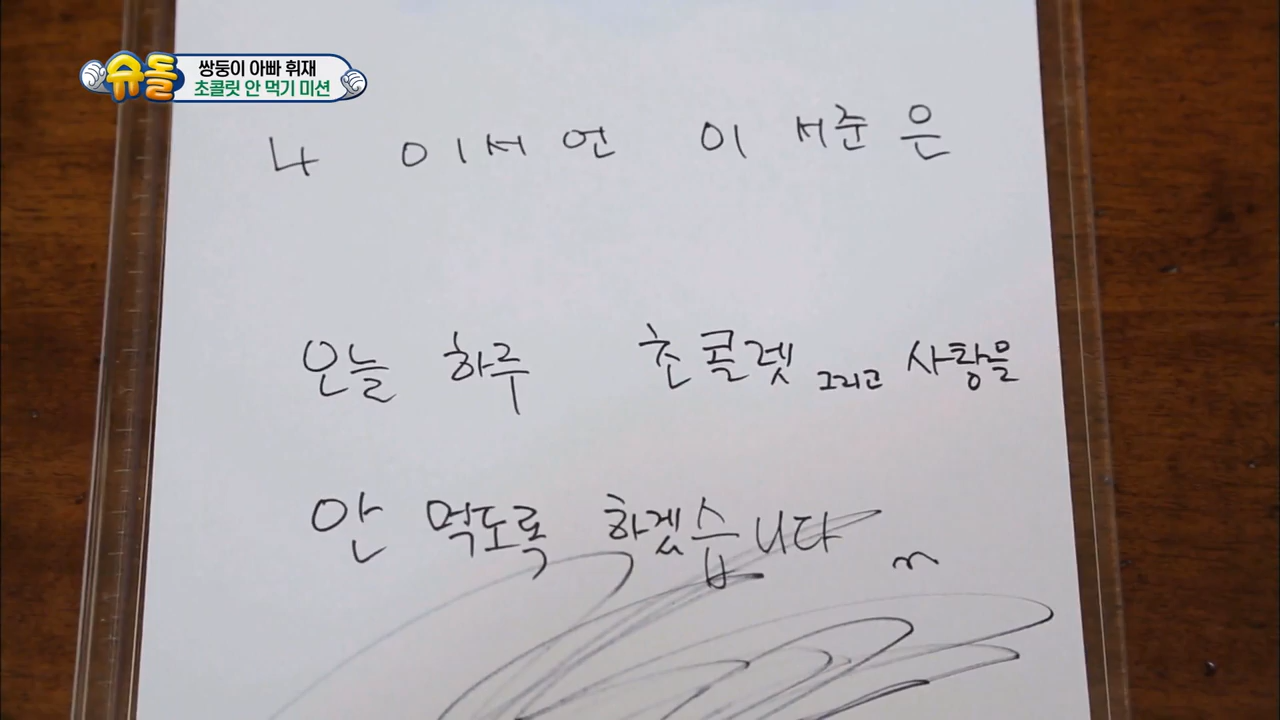 슈돌
쌍둥이 아빠 휘재
초콜릿 안 먹기 미션
나 이서언 이서준은
오늘 하루 초콜렛 그리고 사탕을
안 먹도록 하겠습니다